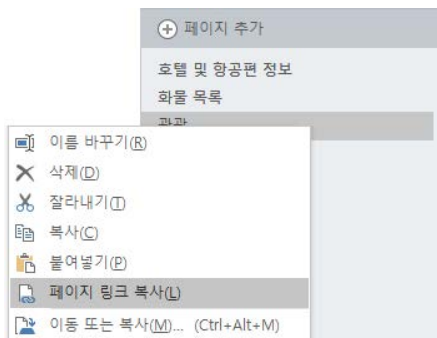 페이지 추가
호텔 및 항공편 정보
화물 목록
관광
이름 바꾸기(R)
삭제(D)
잘라내기(T)
복사(C)
붙여넣기(P)
페이지 링크 복사(L)
이동 또는 복사(M)... (Ctrl+Alt+M)